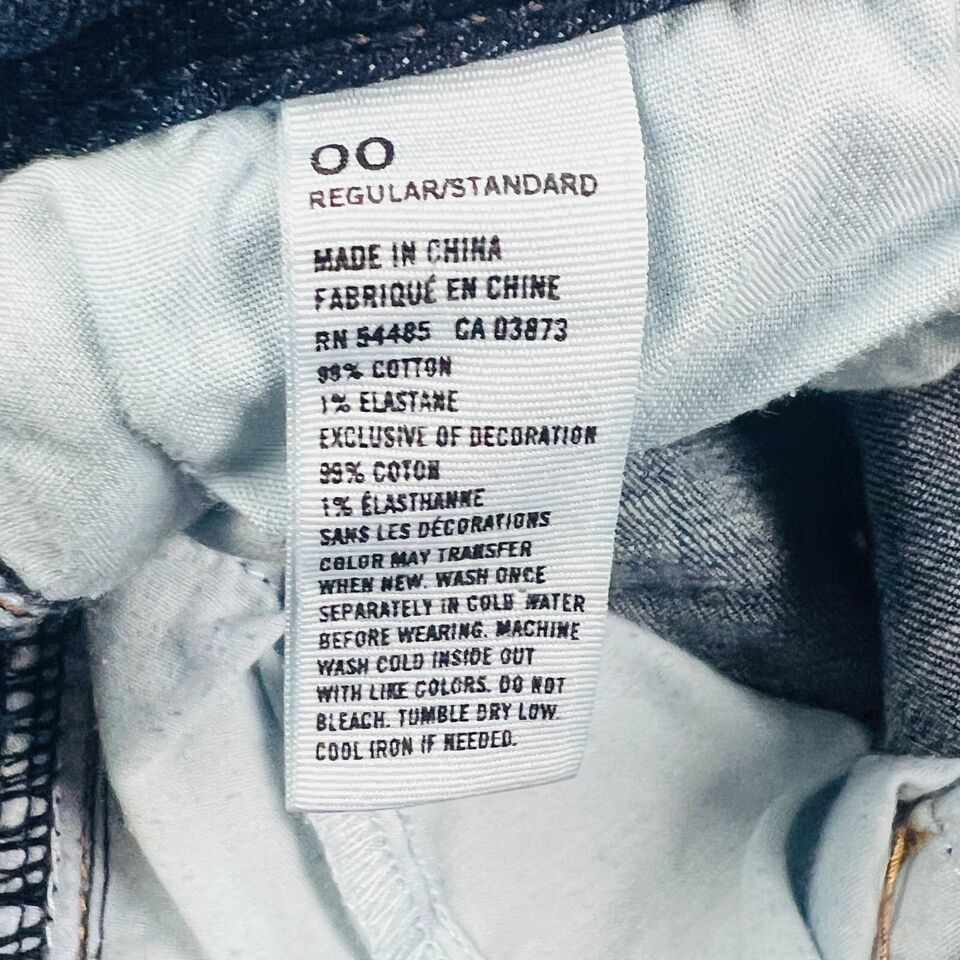 00
REGULAR/STANDARD
MADE IN CHINA
FABRIQUÉ EN CHINE
RN 54485 CA 03873
99% COTTON
1% ELASTANE
EXCLUSIVE OF DECORATION
99% COTON
1% ÉLASTHANNE
SANS LES DÉCORATIONS
COLOR MAY TRANSFER
WHEN NEW. WASH ONCE
SEPARATELY IN COLD WATER
BEFORE WEARING. MACHINE
WASH COLD INSIDE OUT
WITH LIKE COLORS. DO NOT
BLEACH. TUMBLE DRY LOW.
COOL IRON IF NEEDED.